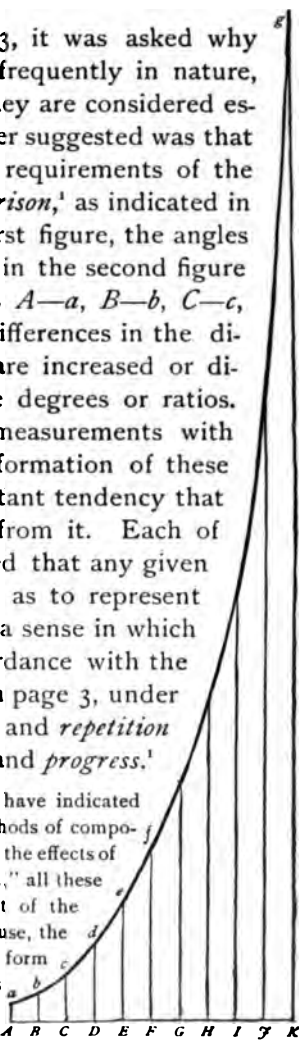 3, it was asked why
frequently in nature,
ey are considered es-
er suggested was that
requirements of the
rison,' as indicated in
rst figure, the angles
in the second figure
A—a, B—b, C—c,
ifferences in the di-
are increased or di-
e degrees or ratios.
measurements with
formation of these
tant tendency that
from it. Each of
d that any given
as to represent
a sense in which
rdance with the
n page 3, under
and repetition
and progress.'
have indicated
hods of compo-
the effects of
," all these
t of the
use, the
form
s
g
f
e
d
c
b
a
A B C D E F G H I J K